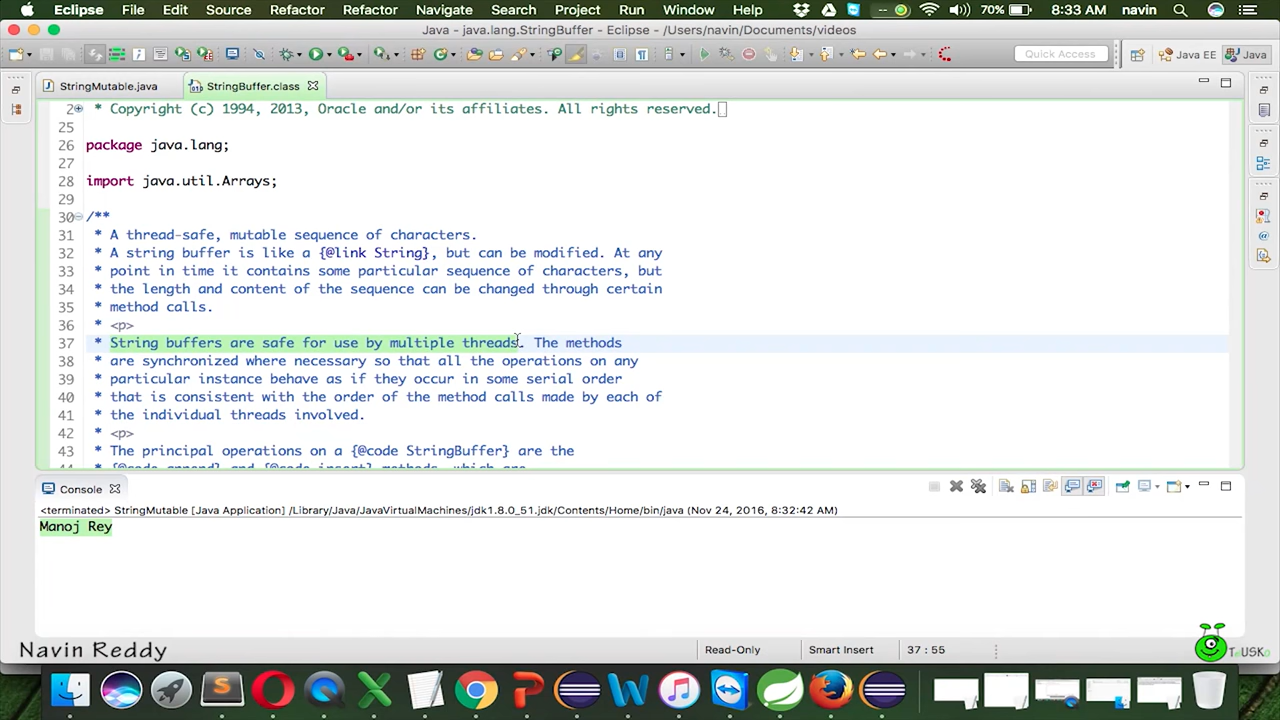 Eclipse File Edit Source Refactor Refactor Navigate Search Project Run Window Help 70% 8:33 AM navin
Java - java.lang.StringBuffer - Eclipse - /Users/navin/Documents/videos
Quick Access Java EE Java
StringMutable.java StringBuffer.class
2 * Copyright (c) 1994, 2013, Oracle and/or its affiliates. All rights reserved.
25
26 package java.lang;
27
28 import java.util.Arrays;
29
30 /**
31 * A thread-safe, mutable sequence of characters.
32 * A string buffer is like a {@link String}, but can be modified. At any
33 * point in time it contains some particular sequence of characters, but
34 * the length and content of the sequence can be changed through certain
35 * method calls.
36 * <p>
37 * String buffers are safe for use by multiple threads. The methods
38 * are synchronized where necessary so that all the operations on any
39 * particular instance behave as if they occur in some serial order
40 * that is consistent with the order of the method calls made by each of
41 * the individual threads involved.
42 * <p>
43 * The principal operations on a {@code StringBuffer} are the
44 * {@code append} and {@code insert} methods, which are
Console
<terminated> StringMutable [Java Application] /Library/Java/JavaVirtualMachines/jdk1.8.0_51.jdk/Contents/Home/bin/java (Nov 24, 2016, 8:32:42 AM)
Manoj Rey
Navin Reddy
Read-Only Smart Insert 37 : 55